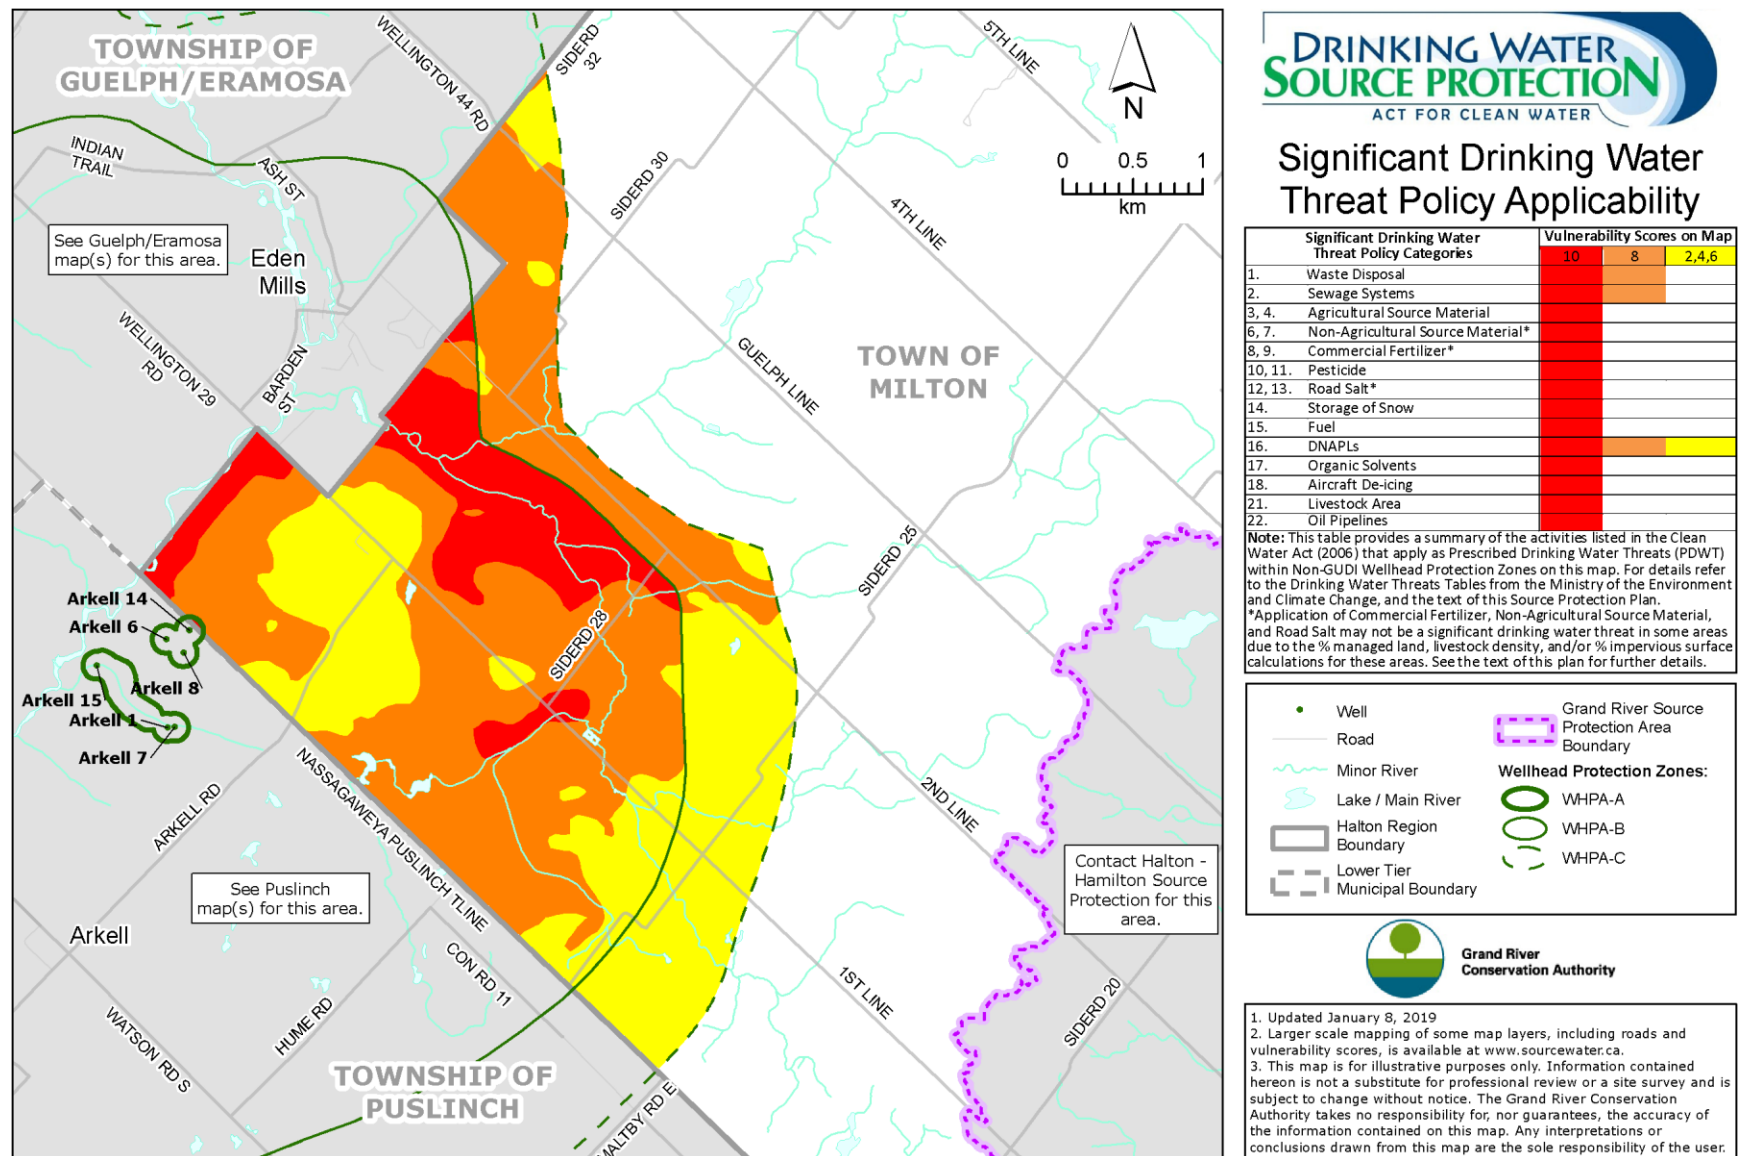 TOWNSHIP OF
GUELPH/ERAMOSA
WELLINGTON 44 RD
SIDERD
32
5TH LINE
N
0 0.5 1
km
INDIAN
TRAIL
ASH ST
SIDERD 30
4TH LINE
See Guelph/Eramosa
map(s) for this area.
Eden
Mills
WELLINGTON 29
RD
BARDEN
ST
GUELPH LINE
TOWN OF
MILTON
SIDERD 25
Arkell 14
Arkell 6
Arkell 8
Arkell 15
Arkell 1
Arkell 7
SIDERD 28
ARKELL RD
NASSAGAWEYA PUSLINCH TLINE
2ND LINE
See Puslinch
map(s) for this area.
Contact Halton -
Hamilton Source
Protection for this
area.
Arkell
CON RD 11
1ST LINE
HUME RD
WATSON RD S
SIDERD 20
TOWNSHIP OF
PUSLINCH
MALTBY RD E
DRINKING WATER
SOURCE PROTECTION
ACT FOR CLEAN WATER
Significant Drinking Water
Threat Policy Applicability
Significant Drinking Water
Threat Policy Categories
Vulnerability Scores on Map
10 8 2,4,6
1. Waste Disposal
2. Sewage Systems
3, 4. Agricultural Source Material
6, 7. Non-Agricultural Source Material*
8, 9. Commercial Fertilizer*
10, 11. Pesticide
12, 13. Road Salt*
14. Storage of Snow
15. Fuel
16. DNAPLs
17. Organic Solvents
18. Aircraft De-icing
21. Livestock Area
22. Oil Pipelines
Note: This table provides a summary of the activities listed in the Clean
Water Act (2006) that apply as Prescribed Drinking Water Threats (PDWT)
within Non-GUDI Wellhead Protection Zones on this map. For details refer
to the Drinking Water Threats Tables from the Ministry of the Environment
and Climate Change, and the text of this Source Protection Plan.
*Application of Commercial Fertilizer, Non-Agricultural Source Material,
and Road Salt may not be a significant drinking water threat in some areas
due to the % managed land, livestock density, and/or % impervious surface
calculations for these areas. See the text of this plan for further details.
Well
Road
Minor River
Lake / Main River
Halton Region
Boundary
Lower Tier
Municipal Boundary
Grand River Source
Protection Area
Boundary
Wellhead Protection Zones:
WHPA-A
WHPA-B
WHPA-C
Grand River
Conservation Authority
1. Updated January 8, 2019
2. Larger scale mapping of some map layers, including roads and
vulnerability scores, is available at www.sourcewater.ca.
3. This map is for illustrative purposes only. Information contained
hereon is not a substitute for professional review or a site survey and is
subject to change without notice. The Grand River Conservation
Authority takes no responsibility for, nor guarantees, the accuracy of
the information contained on this map. Any interpretations or
conclusions drawn from this map are the sole responsibility of the user.